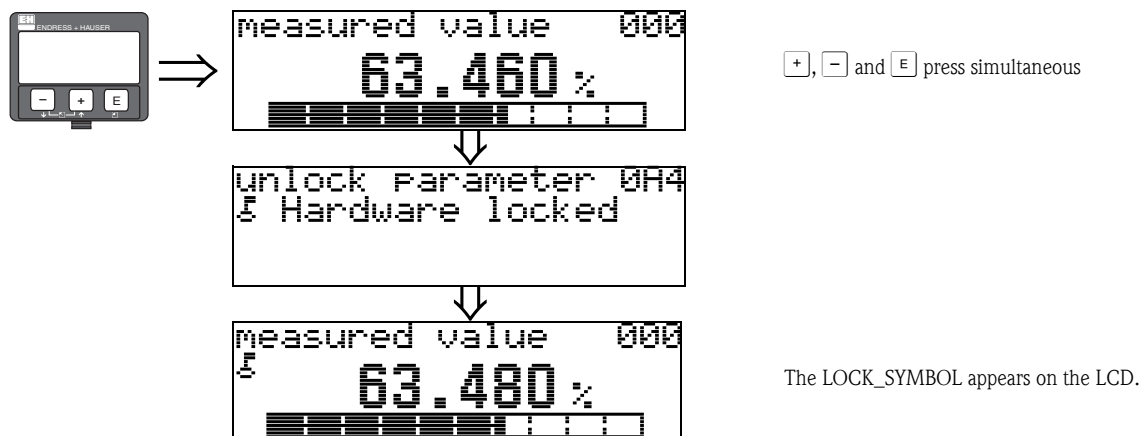 EH
ENDRESS + HAUSER
- + E
measured value 000
63.460 %
+, - and E press simultaneous
unlock parameter 0A4
Hardware locked
measured value 000
63.480 %
The LOCK_SYMBOL appears on the LCD.